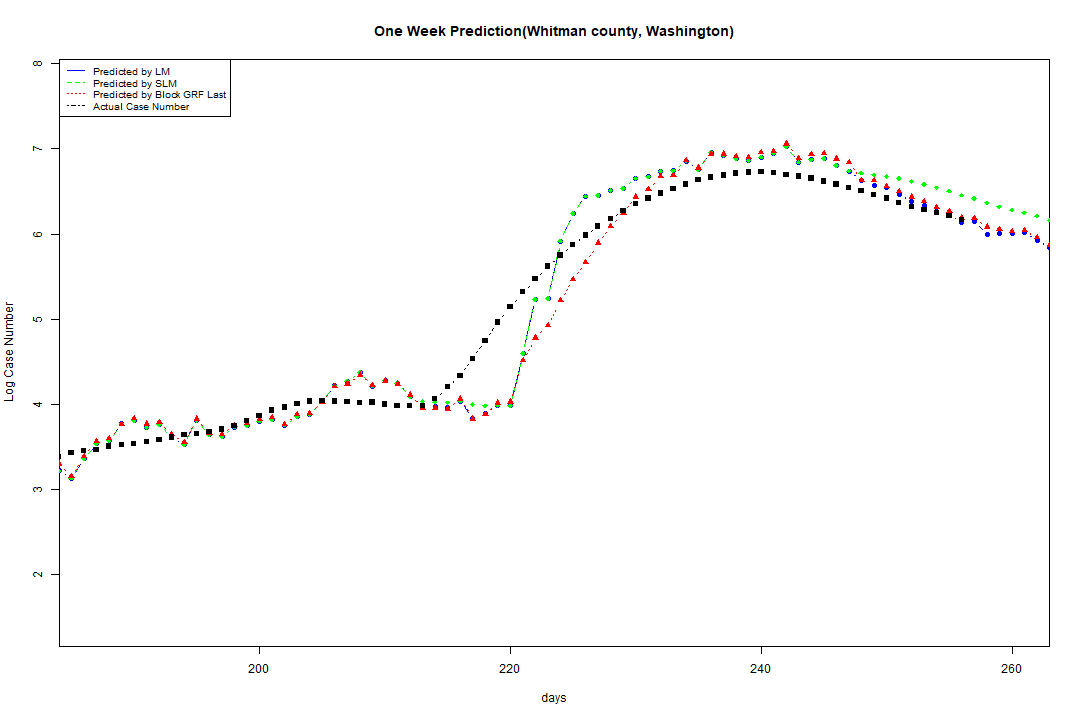 One Week Prediction(Whitman county, Washington)
Predicted by LM
Predicted by SLM
Predicted by Block GRF Last
Actual Case Number
8
7
6
5
4
3
2
Log Case Number
200
220
240
260
days